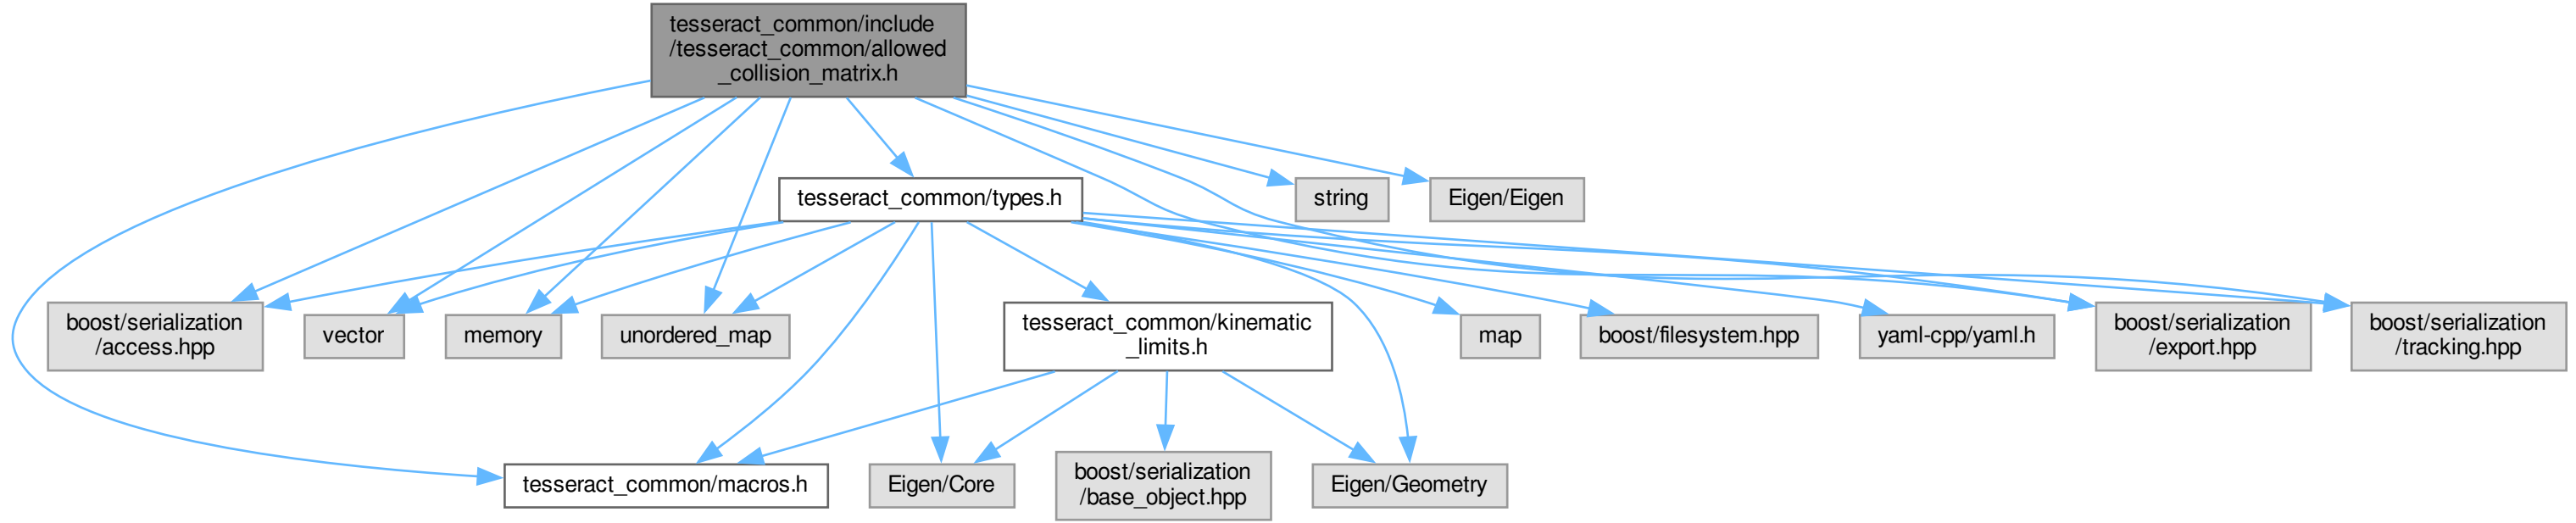 tesseract_common/include
/tesseract_common/allowed
_collision_matrix.h
tesseract_common/types.h
string
Eigen/Eigen
boost/serialization
/access.hpp
vector
memory
unordered_map
tesseract_common/kinematic
_limits.h
map
boost/filesystem.hpp
yaml-cpp/yaml.h
boost/serialization
/export.hpp
boost/serialization
/tracking.hpp
tesseract_common/macros.h
Eigen/Core
boost/serialization
/base_object.hpp
Eigen/Geometry